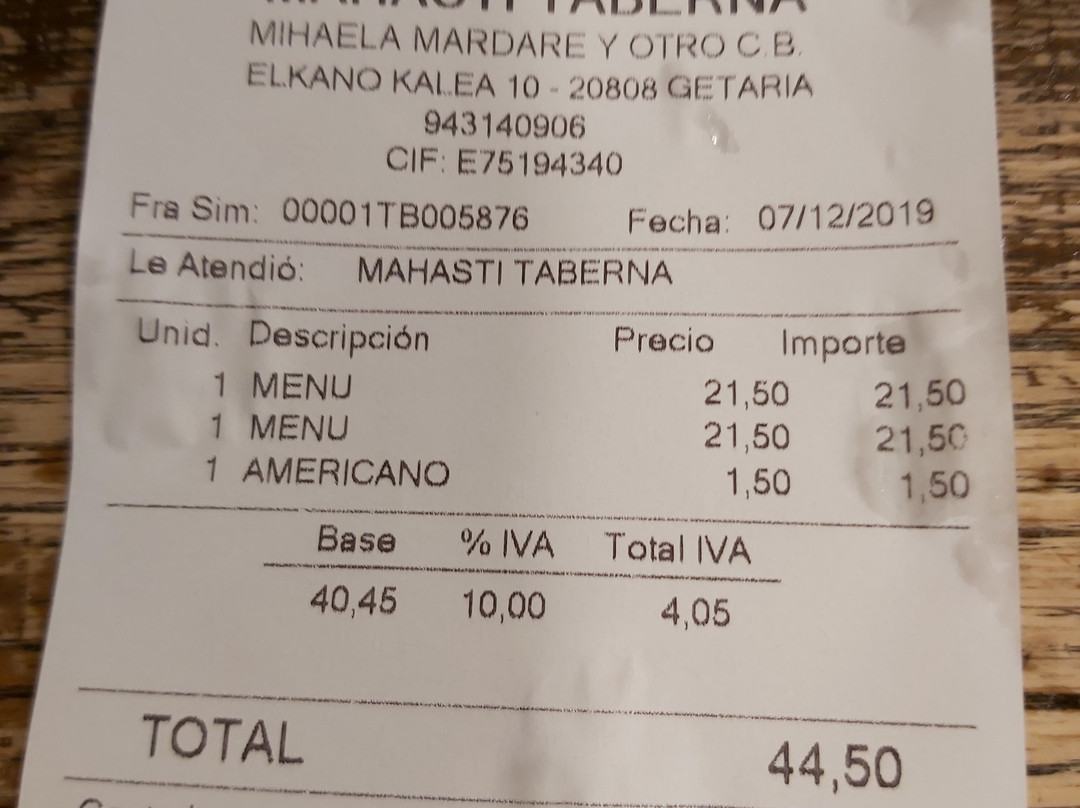 MAHASTI TABERNA
MIHAELA MARDARE Y OTRO C.B.
ELKANO KALEA 10 - 20808 GETARIA
943140906
CIF: E75194340
Fra Sim: 00001TB005876 Fecha: 07/12/2019
Le Atendió: MAHASTI TABERNA
Unid. Descripción Precio Importe
1 MENU 21,50 21,50
1 MENU 21,50 21,50
1 AMERICANO 1,50 1,50
Base % IVA Total IVA
40,45 10,00 4,05
TOTAL 44,50